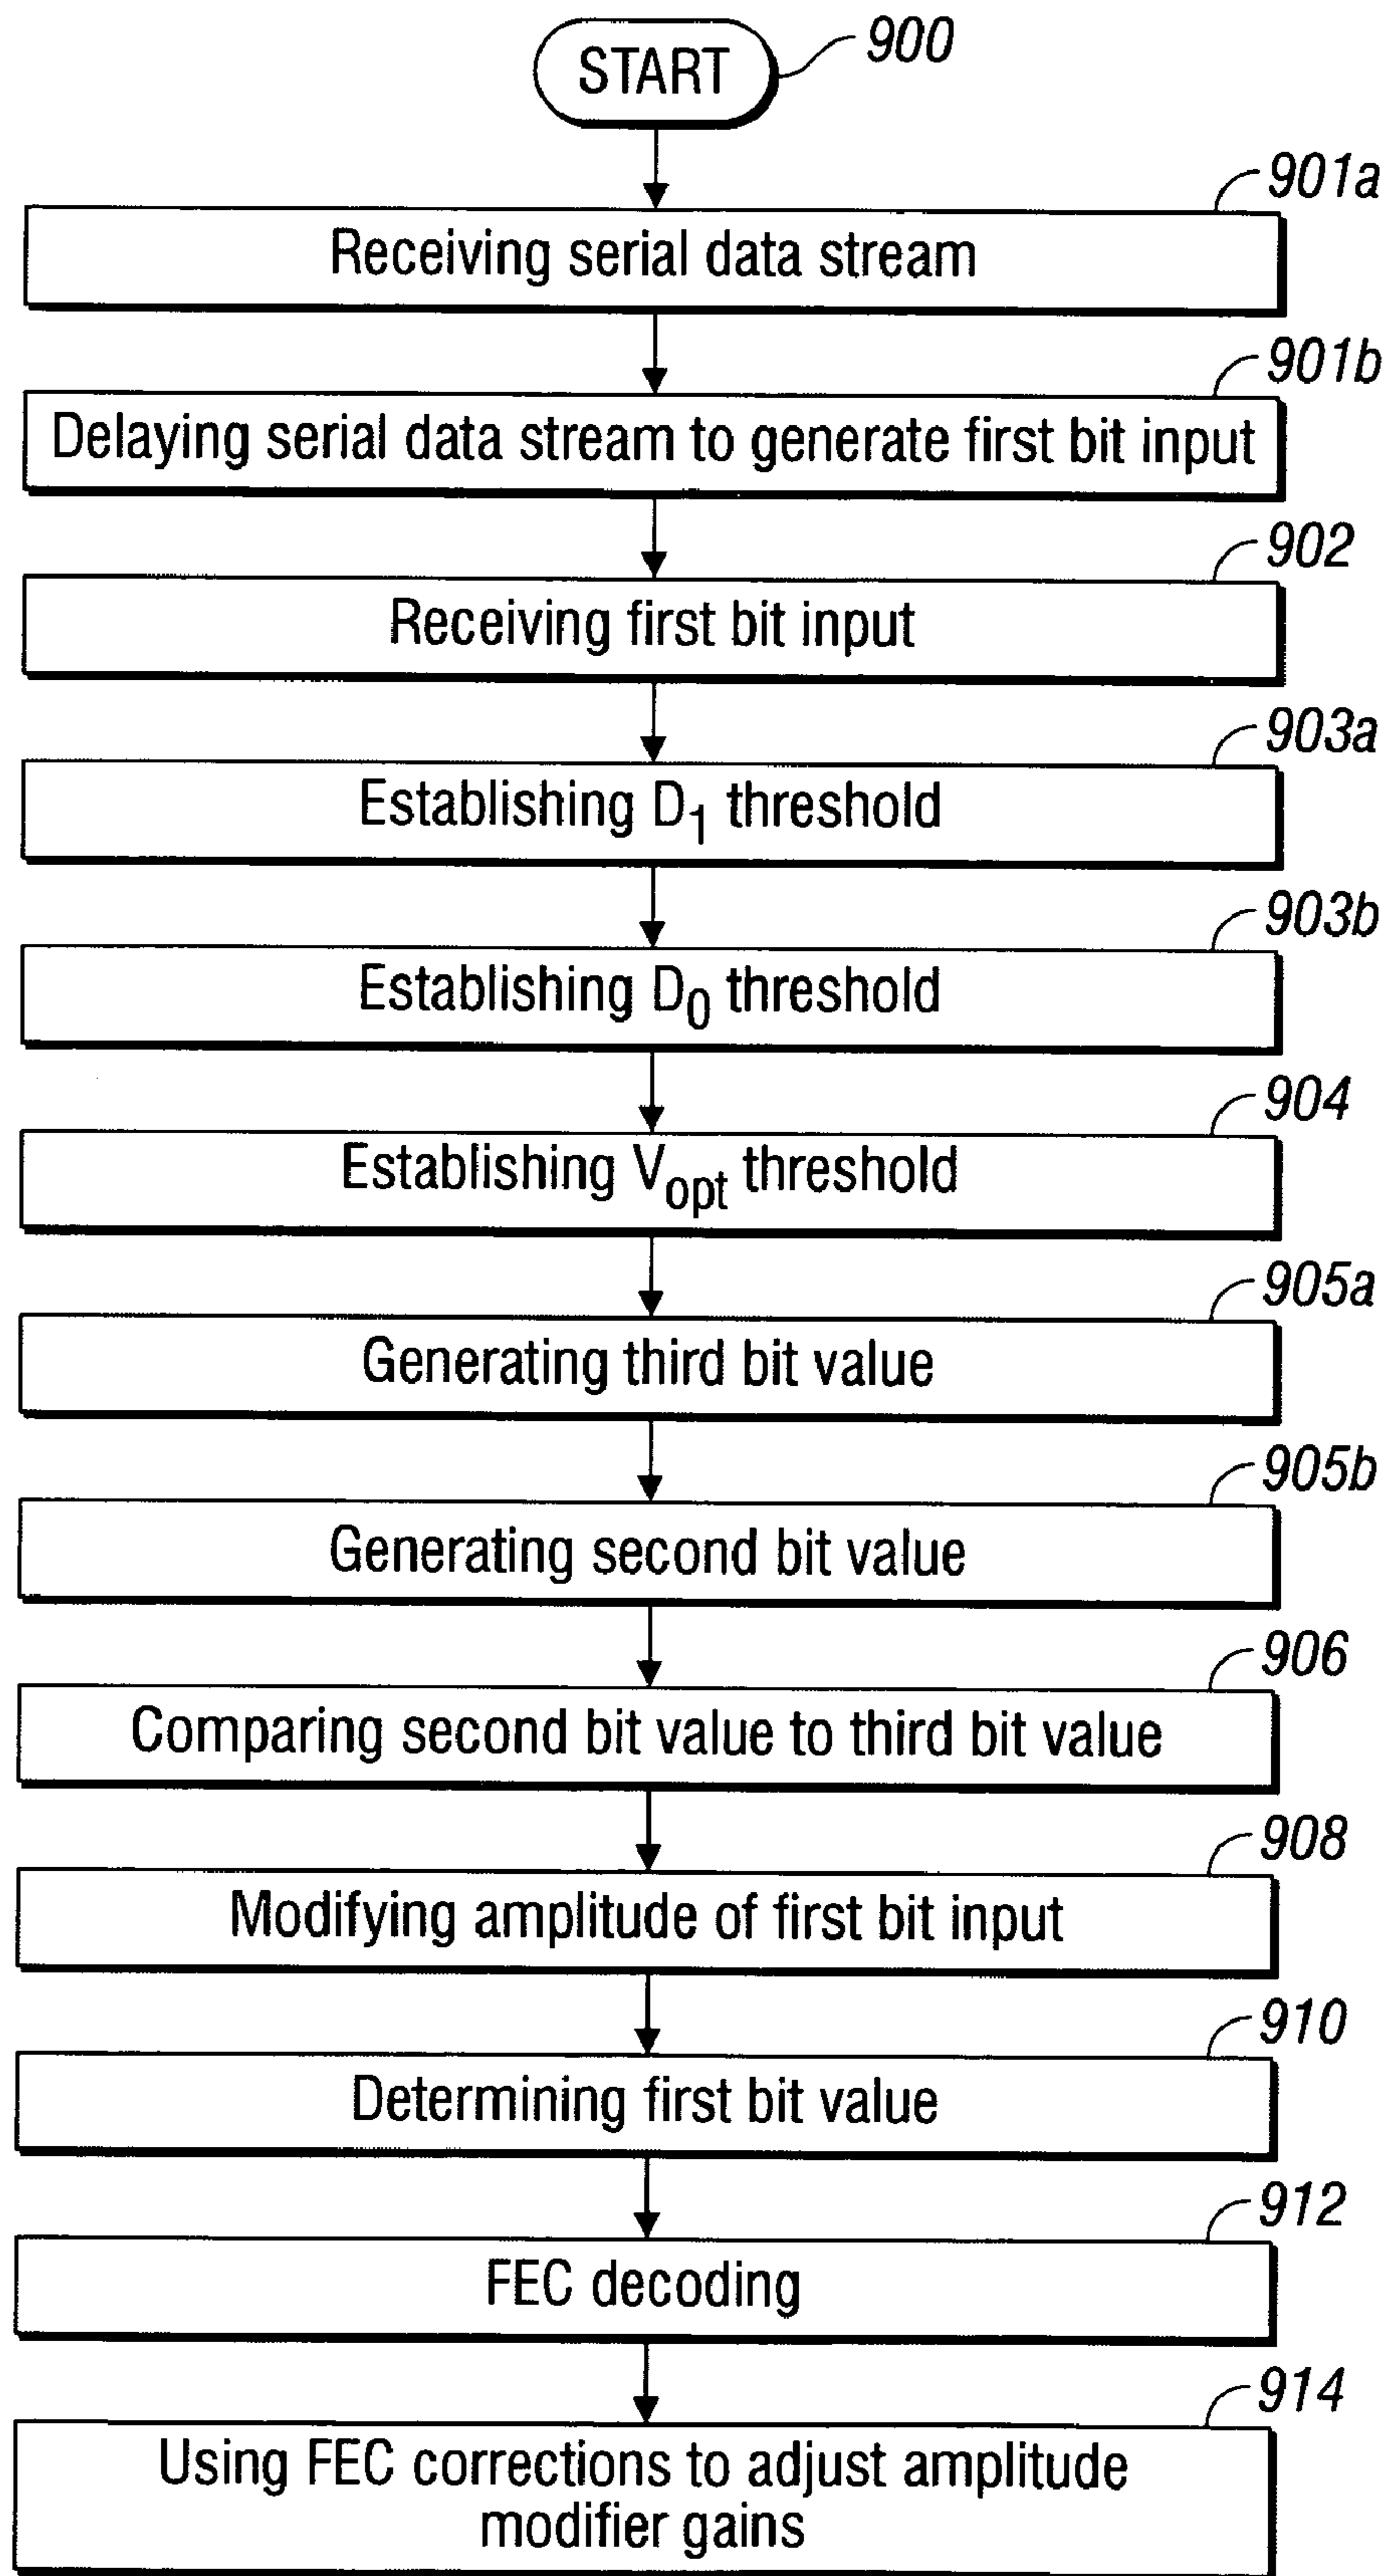 START
900
901a
Receiving serial data stream
901b
Delaying serial data stream to generate first bit input
902
Receiving first bit input
903a
Establishing D1 threshold
903b
Establishing D0 threshold
904
Establishing Vopt threshold
905a
Generating third bit value
905b
Generating second bit value
906
Comparing second bit value to third bit value
908
Modifying amplitude of first bit input
910
Determining first bit value
912
FEC decoding
914
Using FEC corrections to adjust amplitude
modifier gains